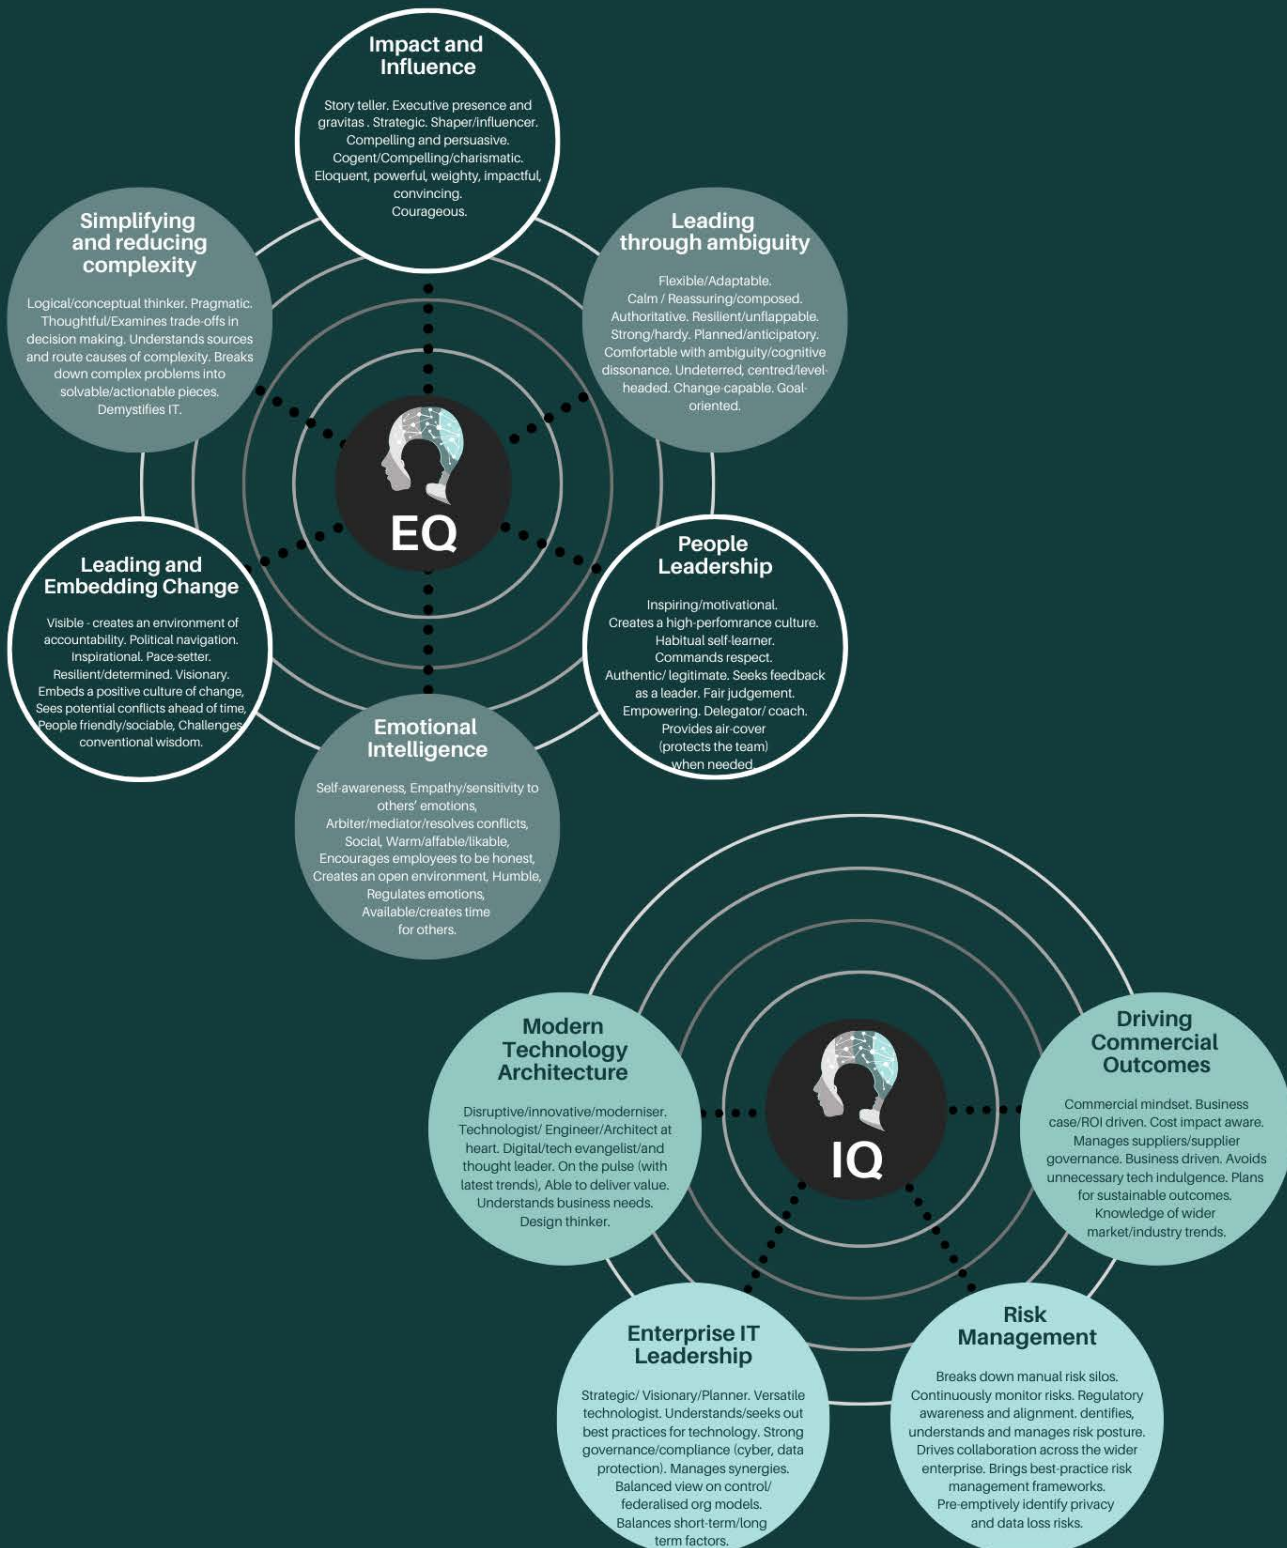 Impact and
Influence
Story teller. Executive presence and
gravitas . Strategic. Shaper/influencer.
Compelling and persuasive.
Cogent/Compelling/charismatic.
Eloquent, powerful, weighty, impactful,
convincing.
Courageous.
Simplifying
and reducing
complexity
Logical/conceptual thinker. Pragmatic.
Thoughtful/Examines trade-offs in
decision making. Understands sources
and route causes of complexity. Breaks
down complex problems into
solvable/actionable pieces.
Demystifies IT.
Leading
through ambiguity
Flexible/Adaptable.
Calm / Reassuring/composed.
Authoritative. Resilient/unflappable.
Strong/hardy. Planned/anticipatory.
Comfortable with ambiguity/cognitive
dissonance. Undeterred, centred/level-
headed. Change-capable. Goal-
oriented.
EQ
Leading and
Embedding Change
Visible - creates an environment of
accountability. Political navigation.
Inspirational. Pace-setter.
Resilient/determined. Visionary.
Embeds a positive culture of change,
Sees potential conflicts ahead of time,
People friendly/sociable, Challenges
conventional wisdom.
People
Leadership
Inspiring/motivational.
Creates a high-perfomrance culture.
Habitual self-learner.
Commands respect.
Authentic/ legitimate. Seeks feedback
as a leader. Fair judgement.
Empowering. Delegator/ coach.
Provides air-cover
(protects the team)
when needed.
Emotional
Intelligence
Self-awareness, Empathy/sensitivity to
others' emotions,
Arbiter/mediator/resolves conflicts,
Social, Warm/affable/likable,
Encourages employees to be honest,
Creates an open environment, Humble,
Regulates emotions,
Available/creates time
for others.
Modern
Technology
Architecture
Disruptive/innovative/moderniser.
Technologist/ Engineer/Architect at
heart. Digital/tech evangelist/and
thought leader. On the pulse (with
latest trends), Able to deliver value.
Understands business needs.
Design thinker.
IQ
Driving
Commercial
Outcomes
Commercial mindset. Business
case/ROI driven. Cost impact aware.
Manages suppliers/supplier
governance. Business driven. Avoids
unnecessary tech indulgence. Plans
for sustainable outcomes.
Knowledge of wider
market/industry trends.
Enterprise IT
Leadership
Strategic/ Visionary/Planner. Versatile
technologist. Understands/seeks out
best practices for technology. Strong
governance/compliance (cyber, data
protection). Manages synergies.
Balanced view on control/
federalised org models.
Balances short-term/long
term factors.
Risk
Management
Breaks down manual risk silos.
Continuously monitor risks. Regulatory
awareness and alignment. dentifies,
understands and manages risk posture.
Drives collaboration across the wider
enterprise. Brings best-practice risk
management frameworks.
Pre-emptively identify privacy
and data loss risks.